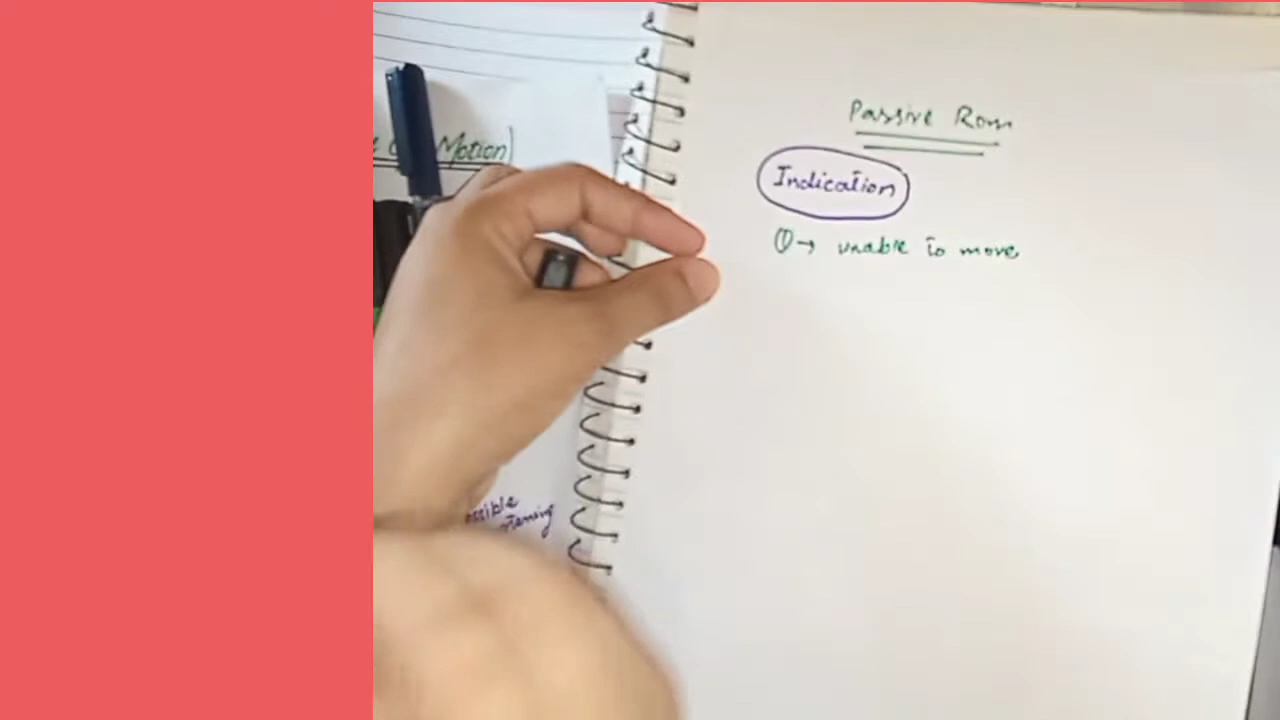 Motion
Passive Rom
Indication
① → unable to move